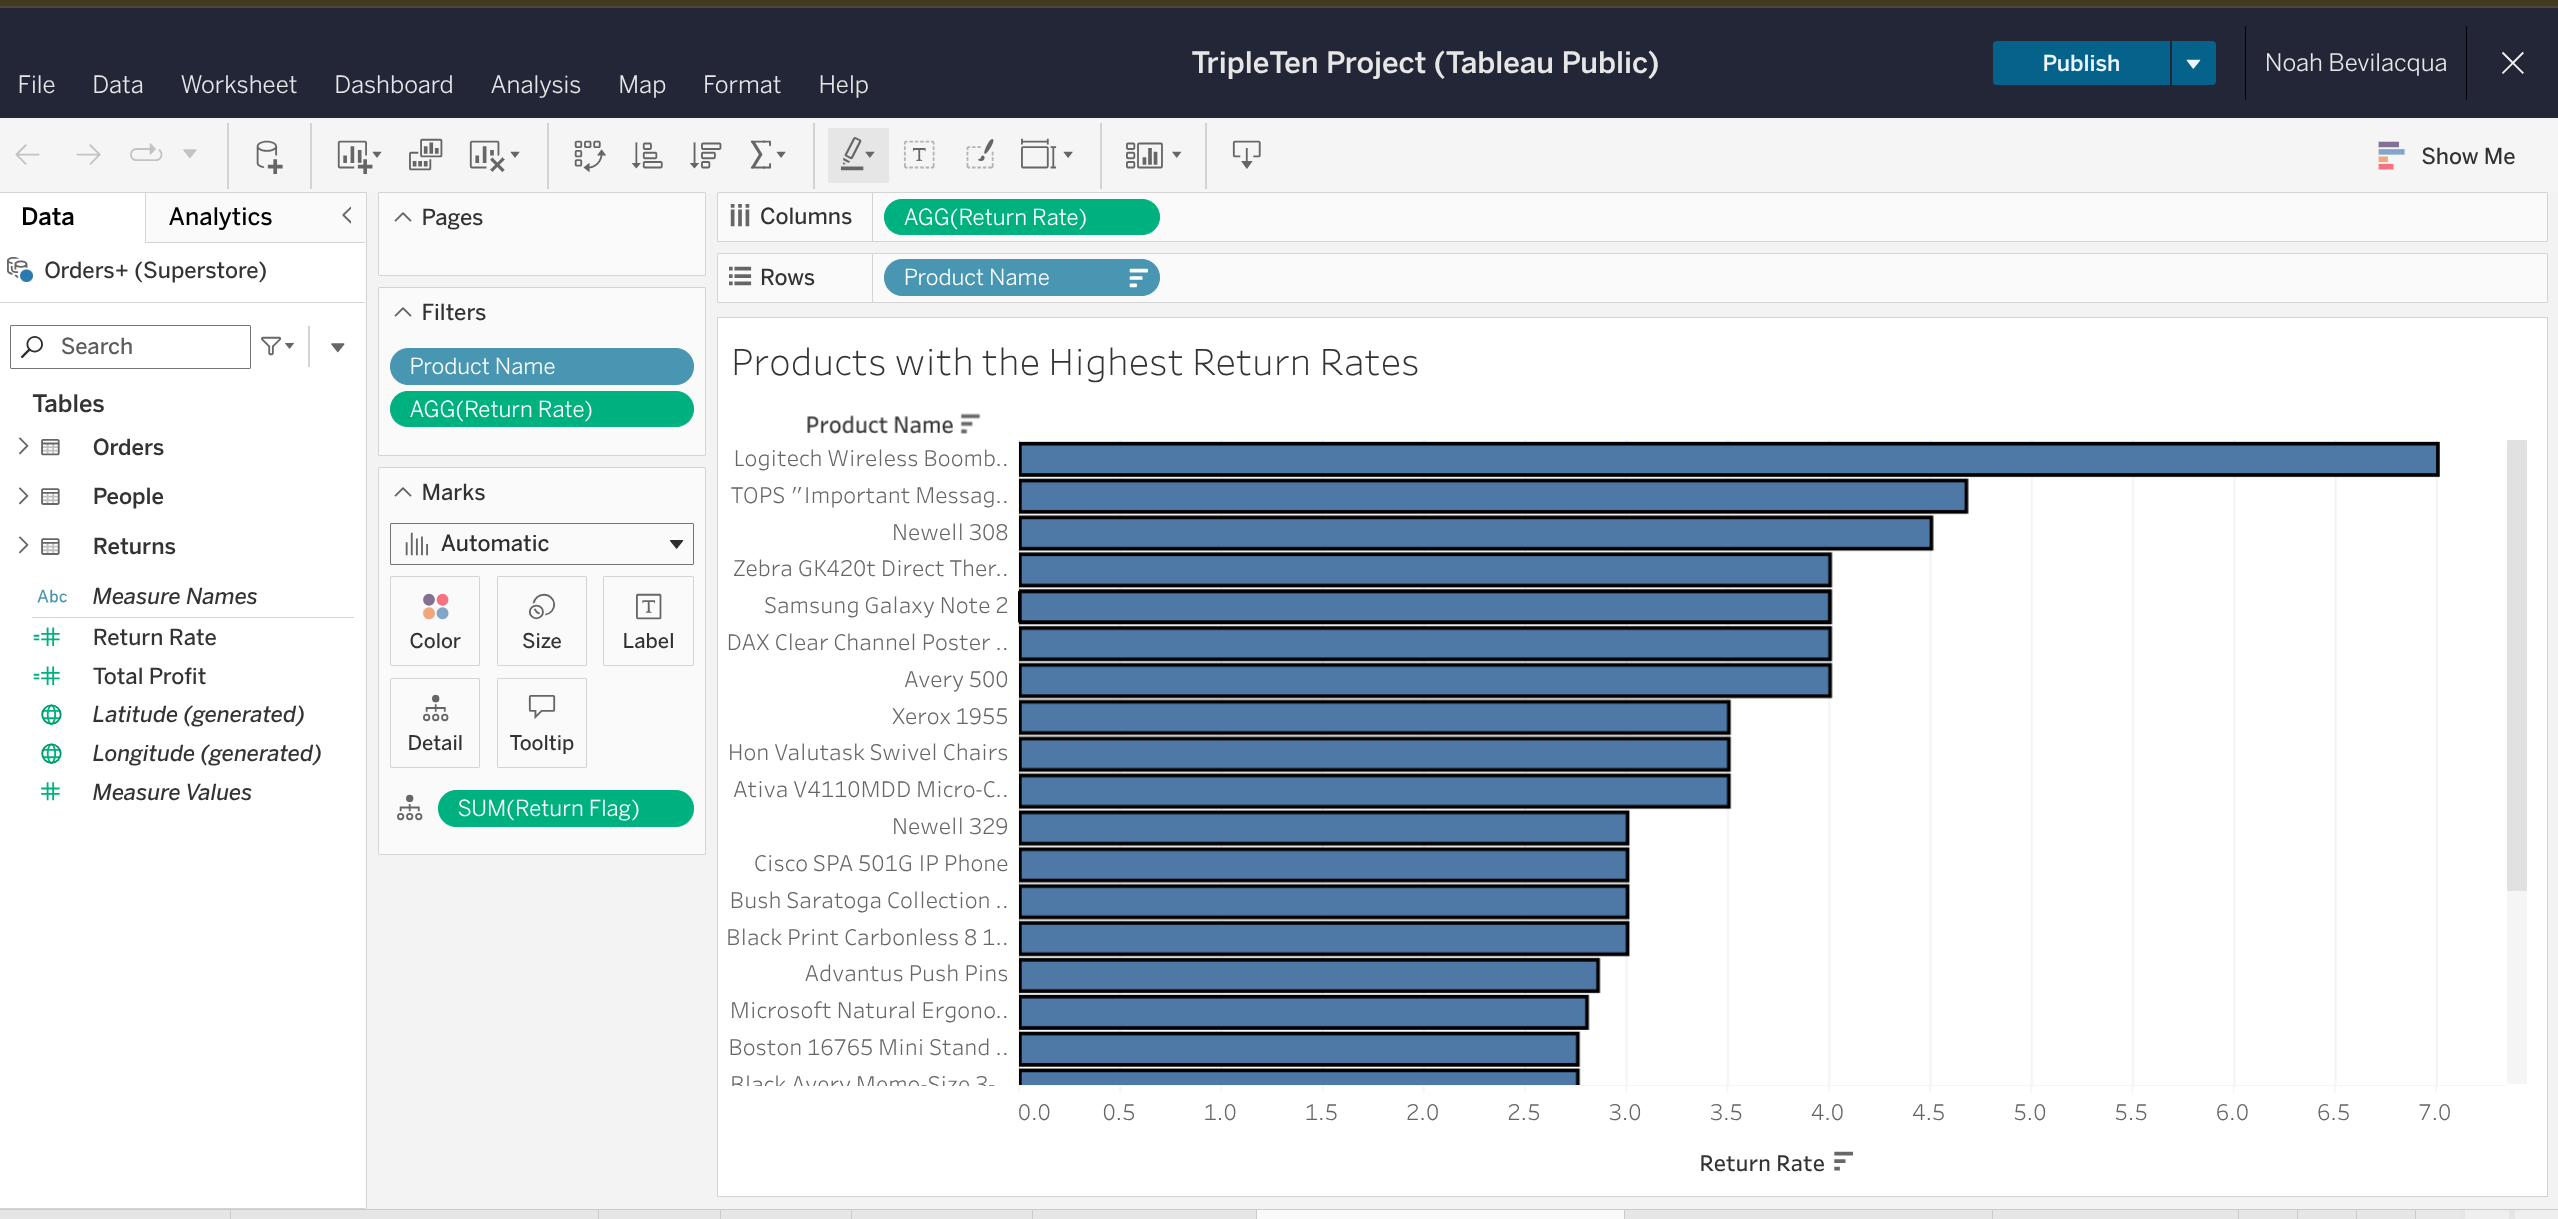 TripleTen Project (Tableau Public)
Publish
Noah Bevilacqua
File Data Worksheet Dashboard Analysis Map Format Help
Show Me
Data Analytics
Orders+ (Superstore)
Search
Tables
Orders
People
Returns
Abc Measure Names
Return Rate
Total Profit
Latitude (generated)
Longitude (generated)
Measure Values
Pages
Filters
Product Name
AGG(Return Rate)
Marks
Automatic
Color Size Label
Detail Tooltip
SUM(Return Flag)
Columns AGG(Return Rate)
Rows Product Name
Products with the Highest Return Rates
Product Name
Logitech Wireless Boomb..
TOPS "Important Messag..
Newell 308
Zebra GK420t Direct Ther..
Samsung Galaxy Note 2
DAX Clear Channel Poster ..
Avery 500
Xerox 1955
Hon Valutask Swivel Chairs
Ativa V4110MDD Micro-C..
Newell 329
Cisco SPA 501G IP Phone
Bush Saratoga Collection ..
Black Print Carbonless 8 1..
Advantus Push Pins
Microsoft Natural Ergono..
Boston 16765 Mini Stand ..
Black Avery Memo-Size 3-..
0.0 0.5 1.0 1.5 2.0 2.5 3.0 3.5 4.0 4.5 5.0 5.5 6.0 6.5 7.0
Return Rate